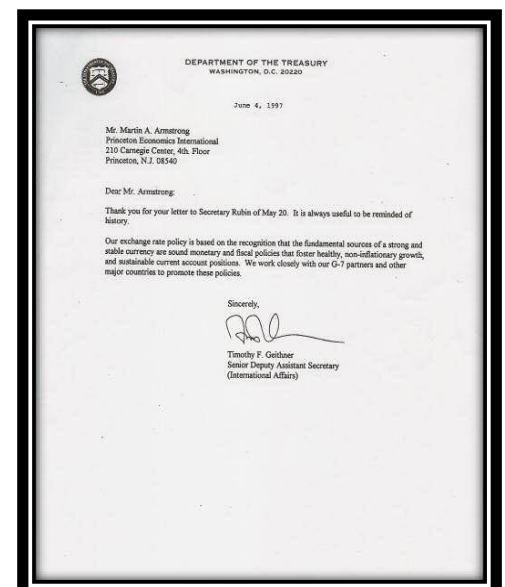 DEPARTMENT OF THE TREASURY
WASHINGTON, D.C. 20220
June 4, 1997
Mr. Martin A. Armstrong
Princeton Economics International
210 Carnegie Center, 4th. Floor
Princeton, N.J. 08540
Dear Mr. Armstrong:
Thank you for your letter to Secretary Rubin of May 20. It is always useful to be reminded of
history.
Our exchange rate policy is based on the recognition that the fundamental sources of a strong and
stable currency are sound monetary and fiscal policies that foster healthy, non-inflationary growth,
and sustainable current account positions. We work closely with our G-7 partners and other
major countries to promote these policies.
Sincerely,
Timothy F. Geithner
Senior Deputy Assistant Secretary
(International Affairs)